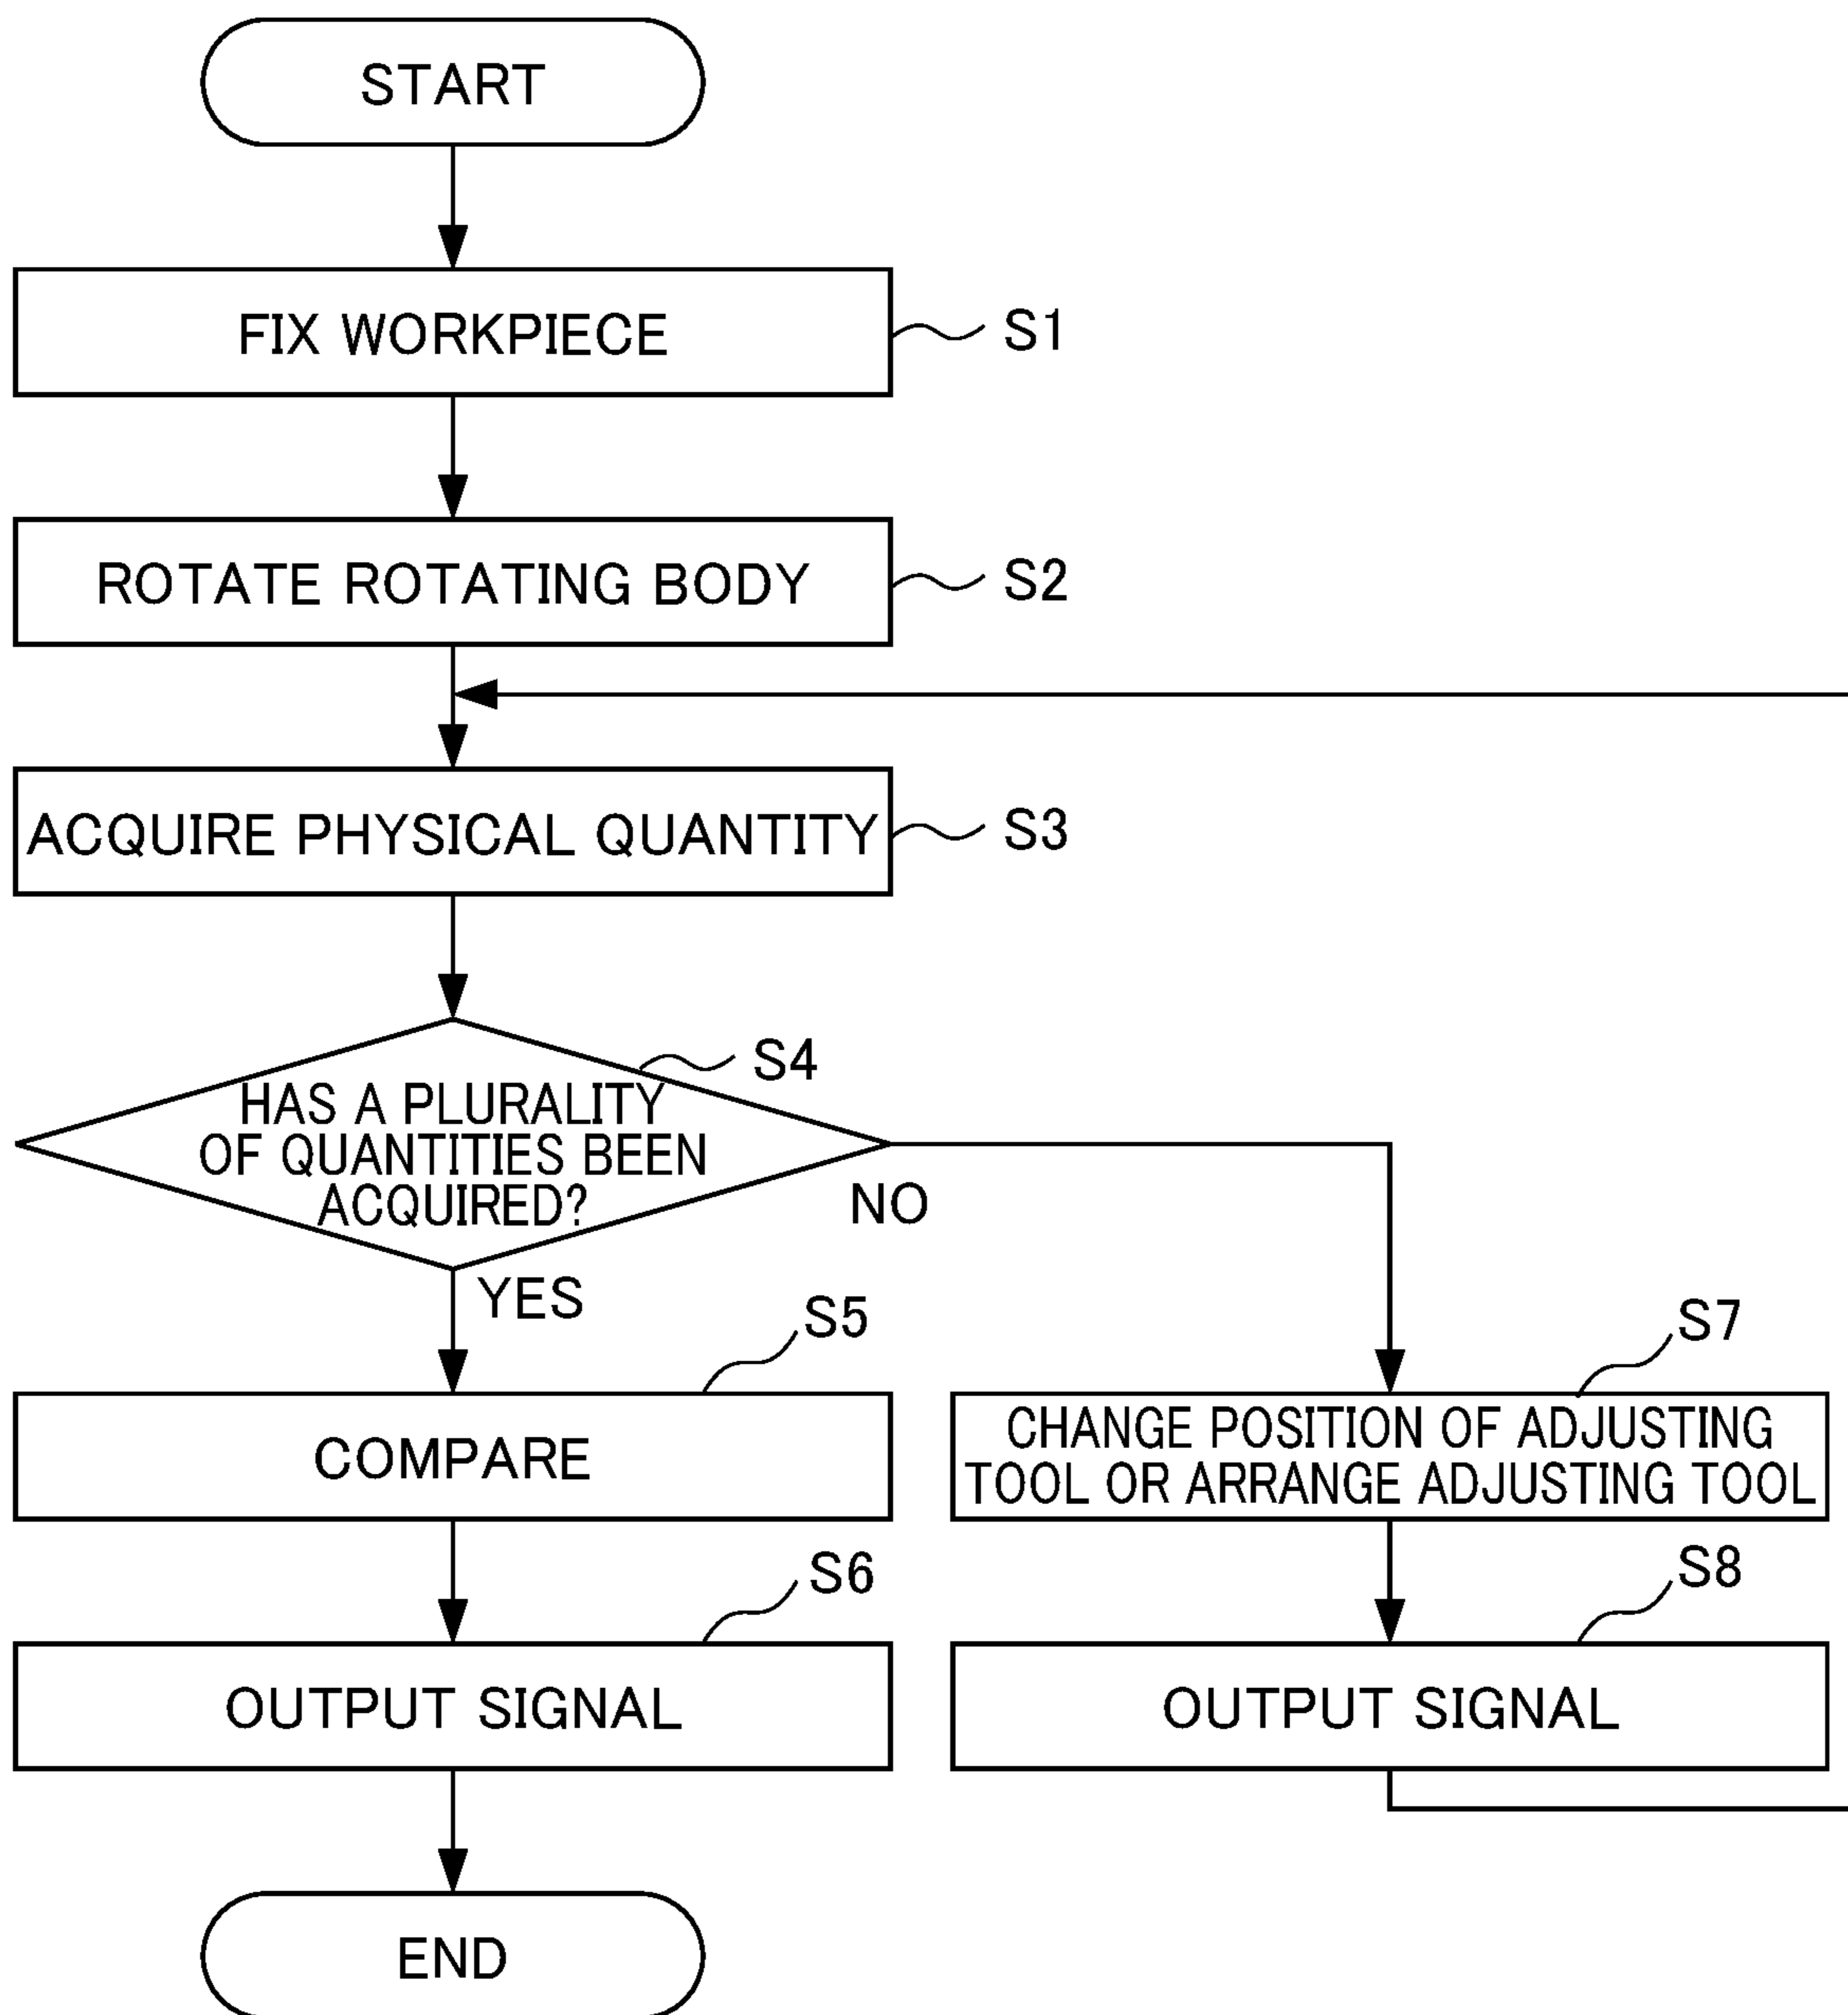 START
FIX WORKPIECE
S1
ROTATE ROTATING BODY
S2
ACQUIRE PHYSICAL QUANTITY
S3
S4
HAS A PLURALITY
OF QUANTITIES BEEN
ACQUIRED?
NO
YES
S5
COMPARE
S6
OUTPUT SIGNAL
S7
CHANGE POSITION OF ADJUSTING
TOOL OR ARRANGE ADJUSTING TOOL
S8
OUTPUT SIGNAL
END